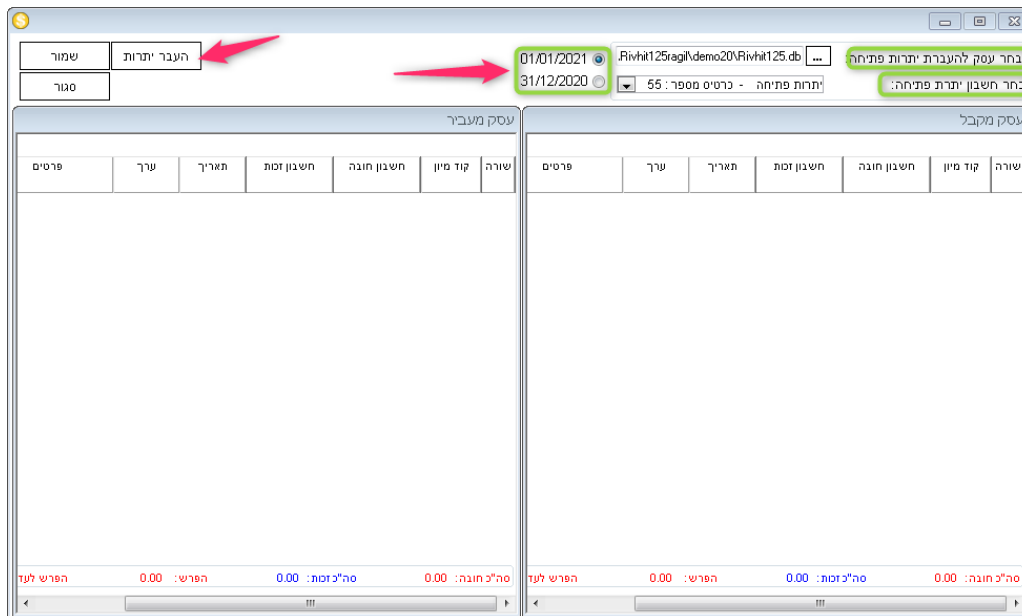 בחר עסק להעברת יתרות פתיחה:
.Rivhit125ragil\demo20\Rivhit125.db
...
01/01/2021
העבר יתרות
שמור
בחר חשבון יתרת פתיחה:
יתרות פתיחה - כרטיס מספר : 55
31/12/2020
סגור
עסק מקבל
שורה קוד מיון חשבון חובה חשבון זכות תאריך ערך פרטים
סה"כ חובה: 0.00 סה"כ זכות: 0.00 הפרש: 0.00 הפרש לעד
עסק מעביר
שורה קוד מיון חשבון חובה חשבון זכות תאריך ערך פרטים
סה"כ חובה: 0.00 סה"כ זכות: 0.00 הפרש: 0.00 הפרש לעד